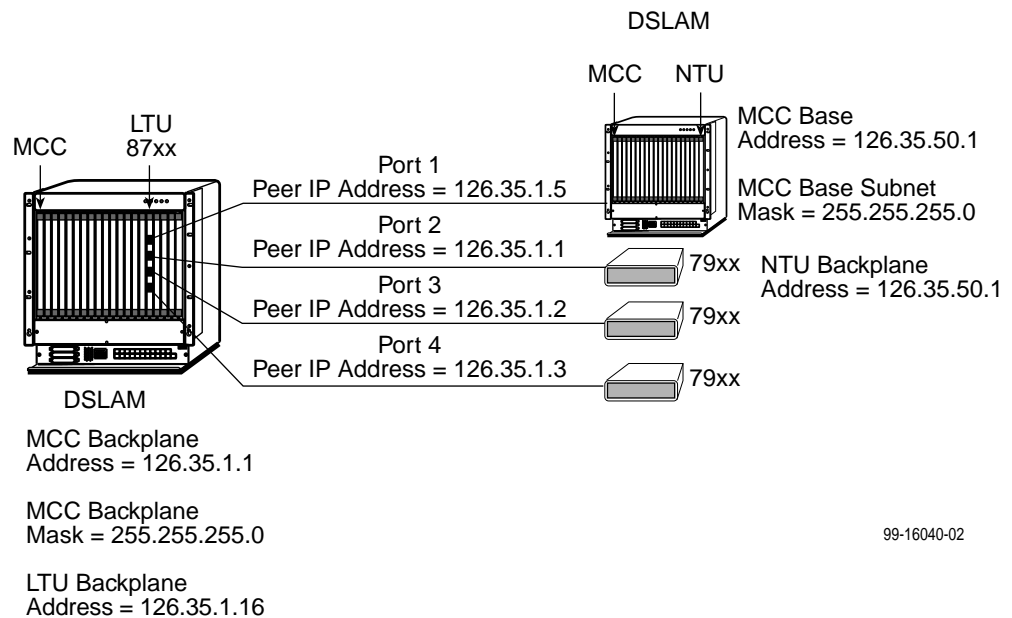 DSLAM
MCC NTU
MCC Base
Address = 126.35.50.1
MCC Base Subnet
Mask = 255.255.255.0
LTU
87xx
MCC
Port 1
Peer IP Address = 126.35.1.5
Port 2
Peer IP Address = 126.35.1.1
79xx
NTU Backplane
Address = 126.35.50.1
Port 3
Peer IP Address = 126.35.1.2
79xx
Port 4
Peer IP Address = 126.35.1.3
79xx
DSLAM
MCC Backplane
Address = 126.35.1.1
MCC Backplane
Mask = 255.255.255.0
99-16040-02
LTU Backplane
Address = 126.35.1.16